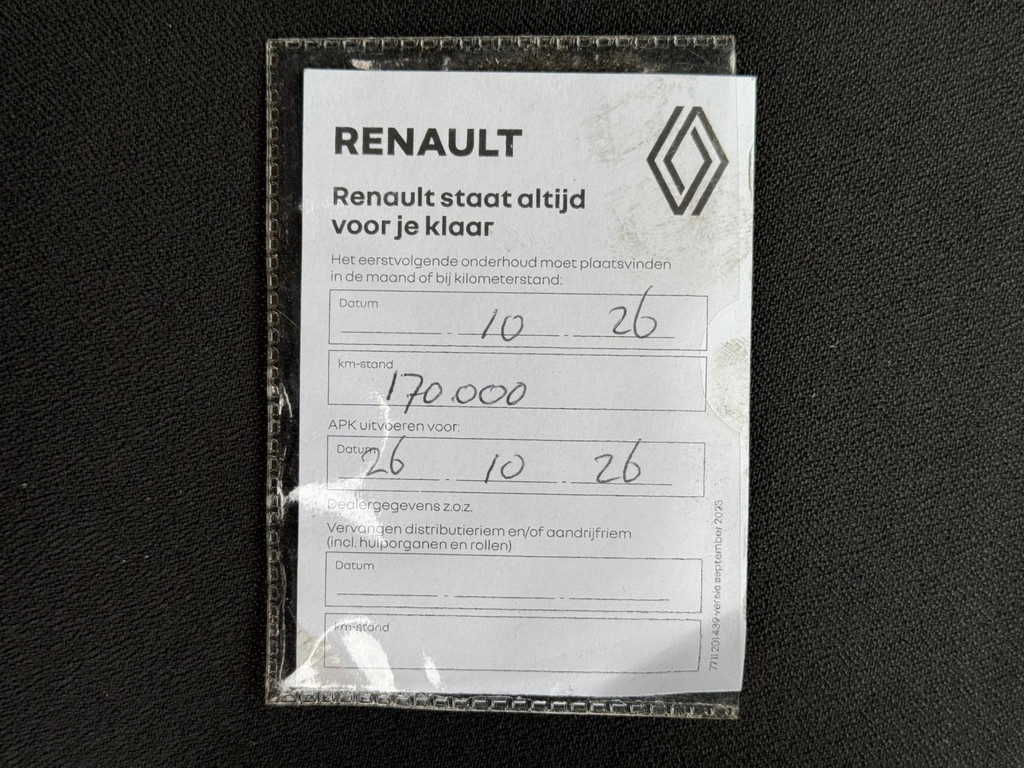 RENAULT
Renault staat altijd
voor je klaar
Het eerstvolgende onderhoud moet plaatsvinden
in de maand of bij kilometerstand:
Datum
10 26
km-stand
170.000
APK uitvoeren voor:
Datum
26 10 26
Dealergegevens z.o.z.
Vervangen distributieriem en/of aandrijfriem
(incl. hulporganen en rollen)
Datum
km-stand
7711 201 439 versie september 2023